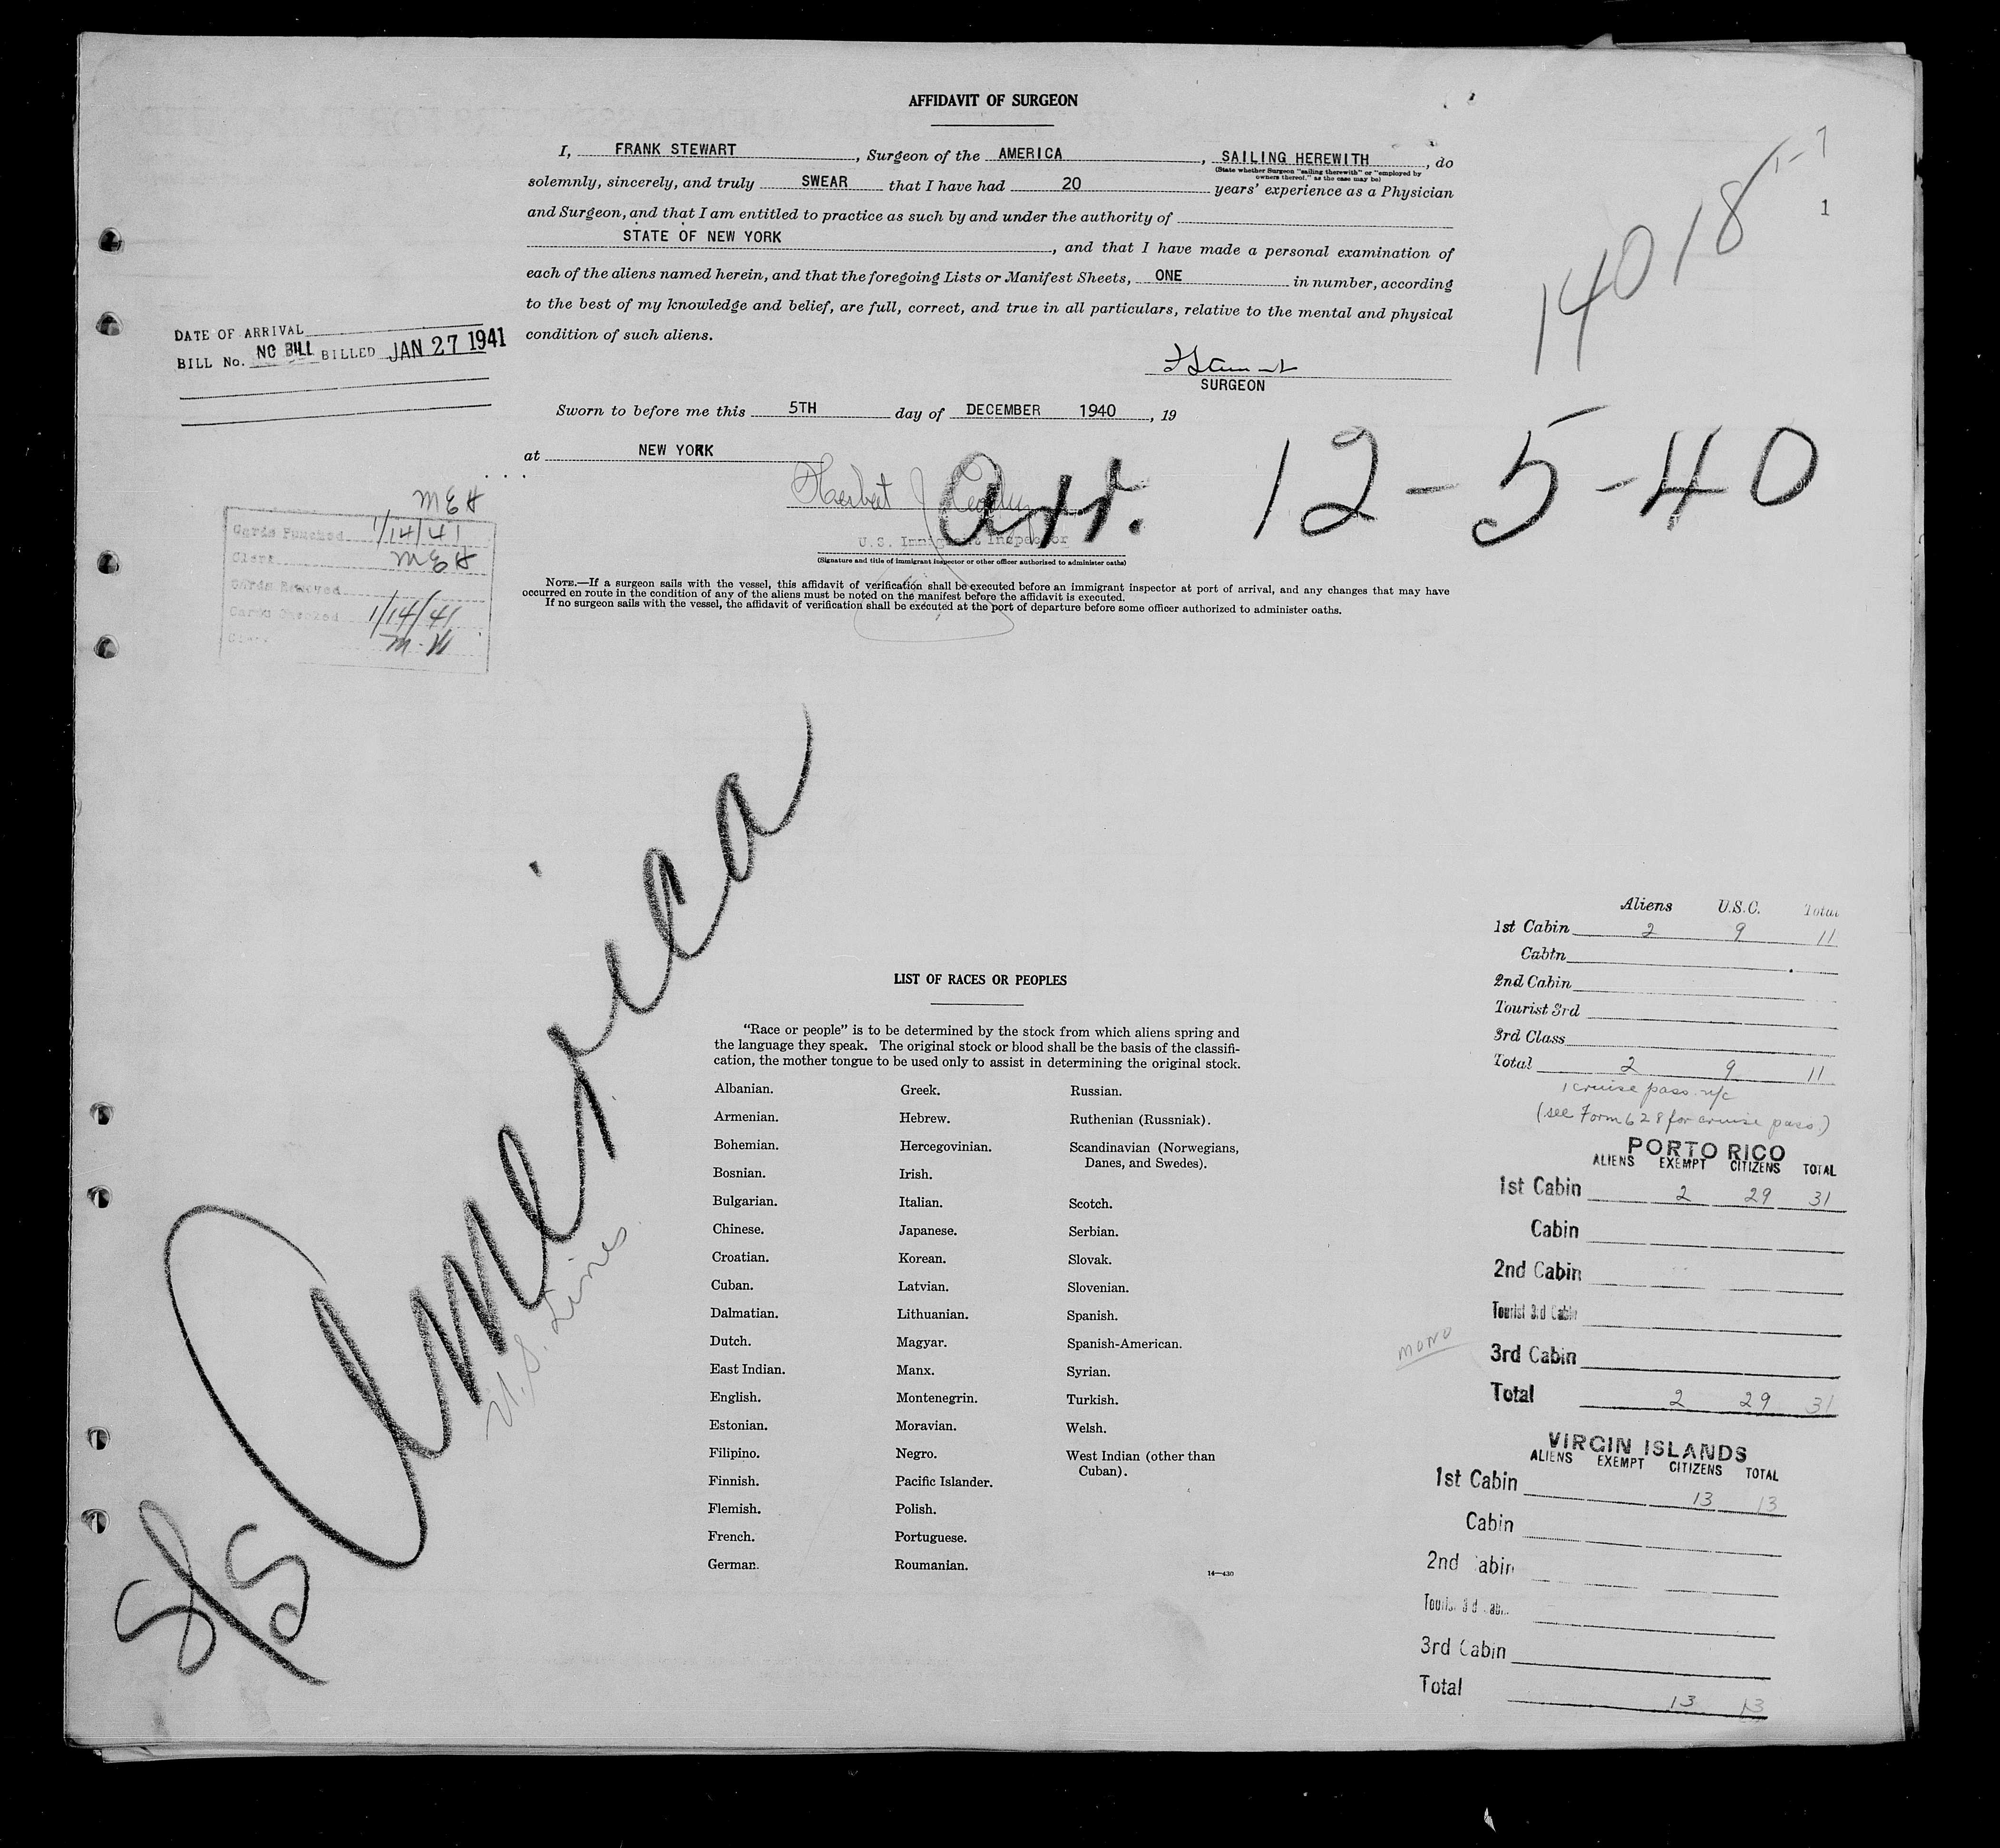 AFFIDAVIT OF SURGEON
I, FRANK STEWART, Surgeon of the AMERICA, SAILING HEREWITH, do
(State whether Surgeon "sailing therewith" or "employed by
owners thereof," as the case may be)
solemnly, sincerely, and truly SWEAR that I have had 20 years' experience as a Physician
and Surgeon, and that I am entitled to practice as such by and under the authority of
STATE OF NEW YORK, and that I have made a personal examination of
each of the aliens named herein, and that the foregoing Lists or Manifest Sheets, ONE in number, according
to the best of my knowledge and belief, are full, correct, and true in all particulars, relative to the mental and physical
condition of such aliens.
SURGEON
Sworn to before me this 5TH day of DECEMBER 1940, 19
at NEW YORK
Herbert J.
U.S. Immigrant Inspector
(Signature and title of immigrant inspector or other officer authorized to administer oaths)
NOTE.—If a surgeon sails with the vessel, this affidavit of verification shall be executed before an immigrant inspector at port of arrival, and any changes that may have
occurred en route in the condition of any of the aliens must be noted on the manifest before the affidavit is executed.
If no surgeon sails with the vessel, the affidavit of verification shall be executed at the port of departure before some officer authorized to administer oaths.
14018
1
Arr. 12-5-40
DATE OF ARRIVAL
BILL No. NO BILL BILLED JAN 27 1941
MEH
Cards Punched 1/14/41
Clerk MEH
Cards Removed
Cards Checked 1/14/41
Clerk M.H
S/S America
U.S. Lines
LIST OF RACES OR PEOPLES
"Race or people" is to be determined by the stock from which aliens spring and
the language they speak. The original stock or blood shall be the basis of the classifi-
cation, the mother tongue to be used only to assist in determining the original stock.
Albanian.
Armenian.
Bohemian.
Bosnian.
Bulgarian.
Chinese.
Croatian.
Cuban.
Dalmatian.
Dutch.
East Indian.
English.
Estonian.
Filipino.
Finnish.
Flemish.
French.
German.
Greek.
Hebrew.
Hercegovinian.
Irish.
Italian.
Japanese.
Korean.
Latvian.
Lithuanian.
Magyar.
Manx.
Montenegrin.
Moravian.
Negro.
Pacific Islander.
Polish.
Portuguese.
Roumanian.
Russian.
Ruthenian (Russniak).
Scandinavian (Norwegians,
Danes, and Swedes).
Scotch.
Serbian.
Slovak.
Slovenian.
Spanish.
Spanish-American.
Syrian.
Turkish.
Welsh.
West Indian (other than
Cuban).
14—430
Aliens U.S.C. Total
1st Cabin 2 9 11
Cabin
2nd Cabin
Tourist 3rd
3rd Class
Total 2 9 11
1 cruise pass. n/c
(see Form 628 for cruise pass.)
PORTO RICO
ALIENS EXEMPT CITIZENS TOTAL
1st Cabin 2 29 31
Cabin
2nd Cabin
Tourist 3rd Cabin
3rd Cabin
Total 2 29 31
mono
VIRGIN ISLANDS
ALIENS EXEMPT CITIZENS TOTAL
1st Cabin 13 13
Cabin
2nd Cabin
Tourist 3rd Cabin
3rd Cabin
Total 13 13